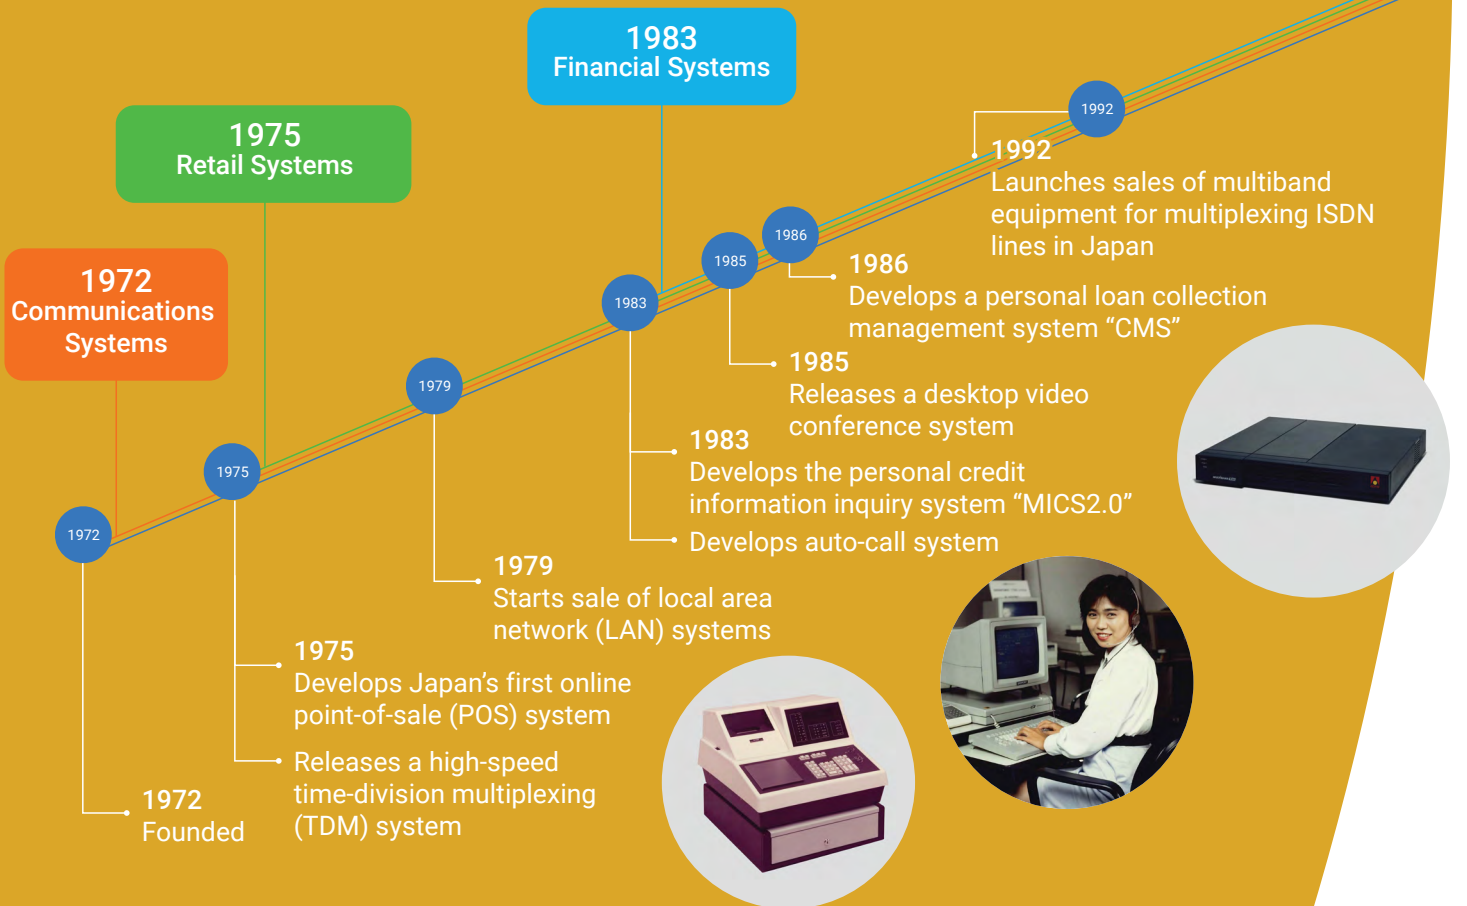 1983
Financial Systems
1975
Retail Systems
1972
Communications
Systems
1992
1992
Launches sales of multiband
equipment for multiplexing ISDN
lines in Japan
1986
1986
Develops a personal loan collection
management system “CMS”
1985
1985
Releases a desktop video
conference system
1983
1983
Develops the personal credit
information inquiry system “MICS2.0”
Develops auto-call system
1979
1979
Starts sale of local area
network (LAN) systems
1975
1975
Develops Japan’s first online
point-of-sale (POS) system
Releases a high-speed
time-division multiplexing
(TDM) system
1972
1972
Founded